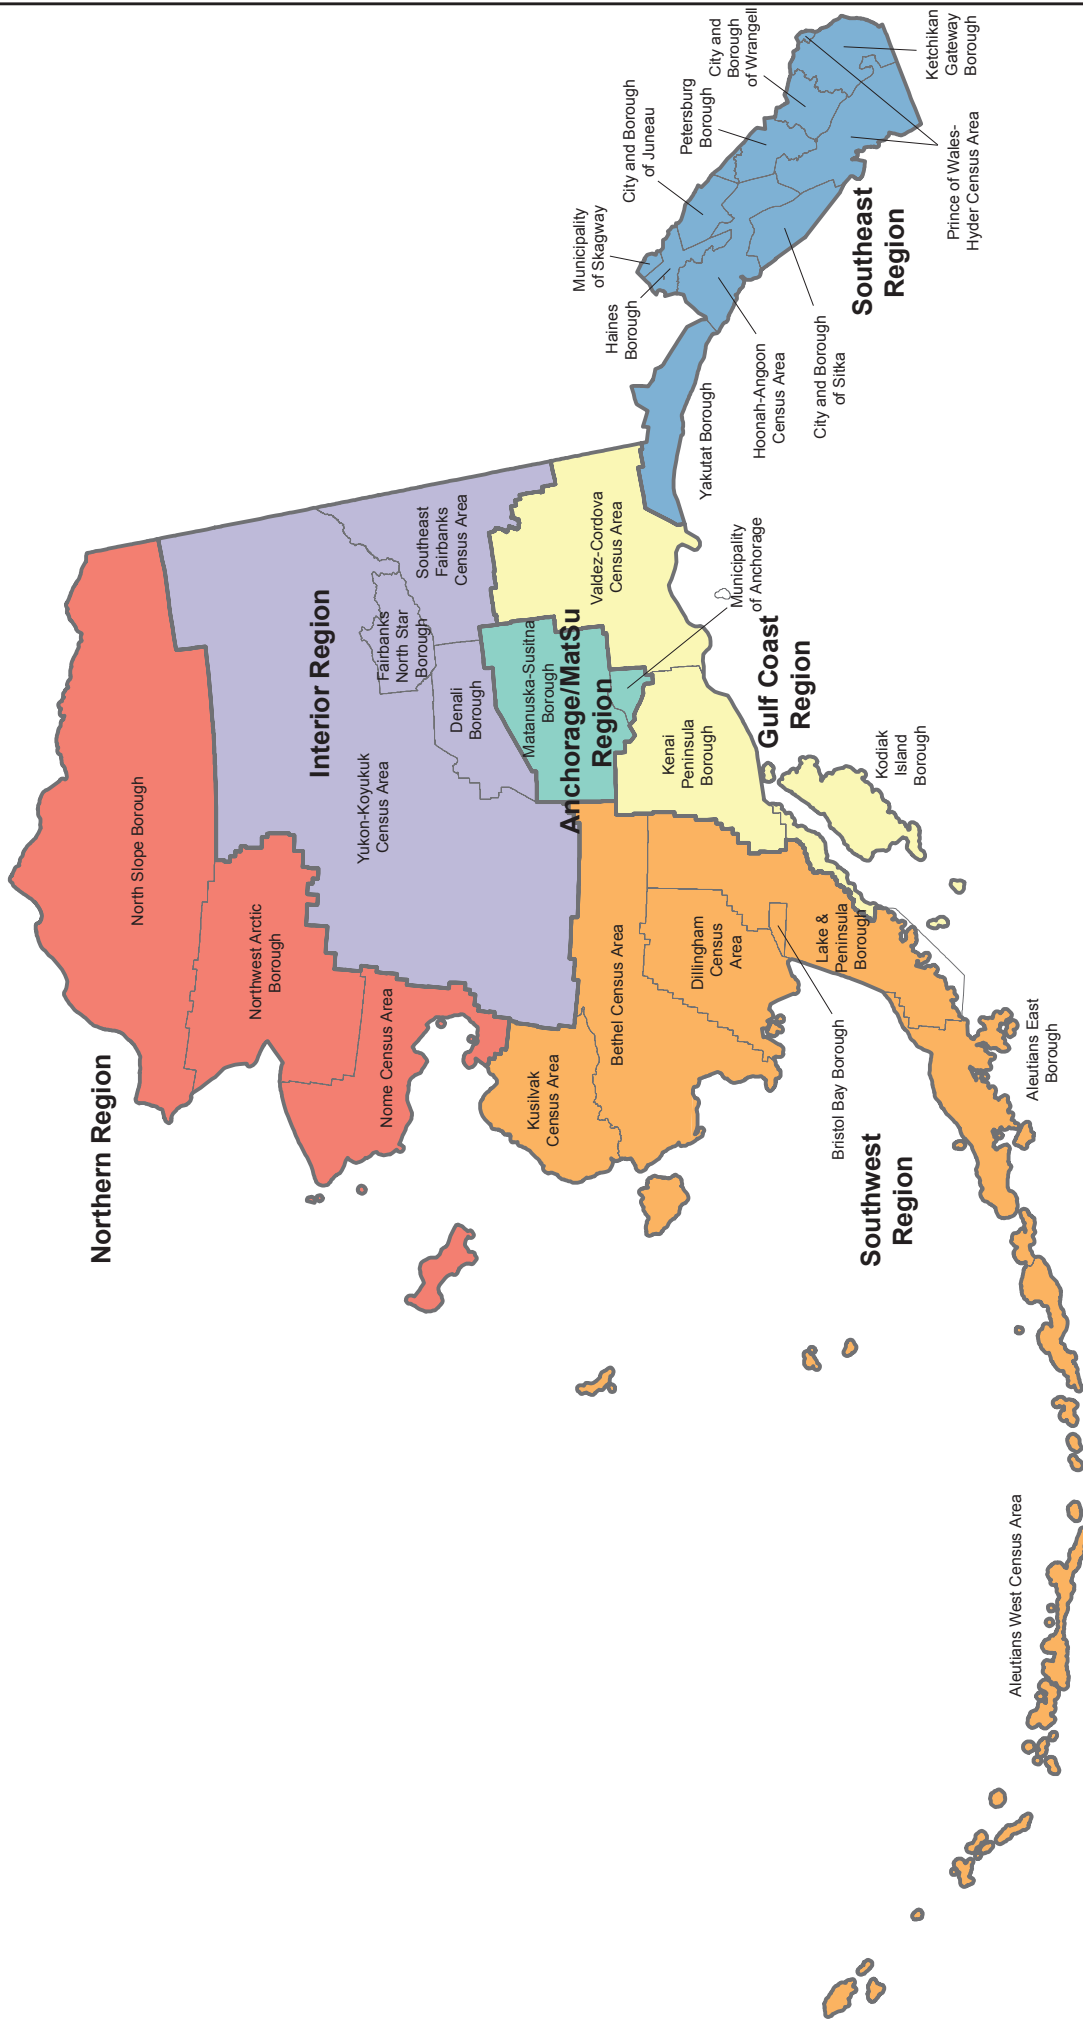 Northern Region
North Slope Borough
Northwest Arctic
Borough
Nome Census Area
Interior Region
Yukon-Koyukuk
Census Area
Fairbanks
North Star
Borough
Southeast
Fairbanks
Census Area
Denali
Borough
Matanuska-Susitna
Borough
Anchorage/MatSu
Region
Municipality
of Anchorage
Valdez-Cordova
Census Area
Kenai
Peninsula
Borough
Gulf Coast
Region
Kodiak
Island
Borough
Kusilvak
Census Area
Bethel Census Area
Dillingham
Census
Area
Lake &
Peninsula
Borough
Bristol Bay Borough
Southwest
Region
Aleutians East
Borough
Aleutians West Census Area
Yakutat Borough
Municipality
of Skagway
Haines
Borough
City and Borough
of Juneau
Hoonah-Angoon
Census Area
City and Borough
of Sitka
Petersburg
Borough
City and
Borough
of Wrangell
Southeast
Region
Prince of Wales-
Hyder Census Area
Ketchikan
Gateway
Borough